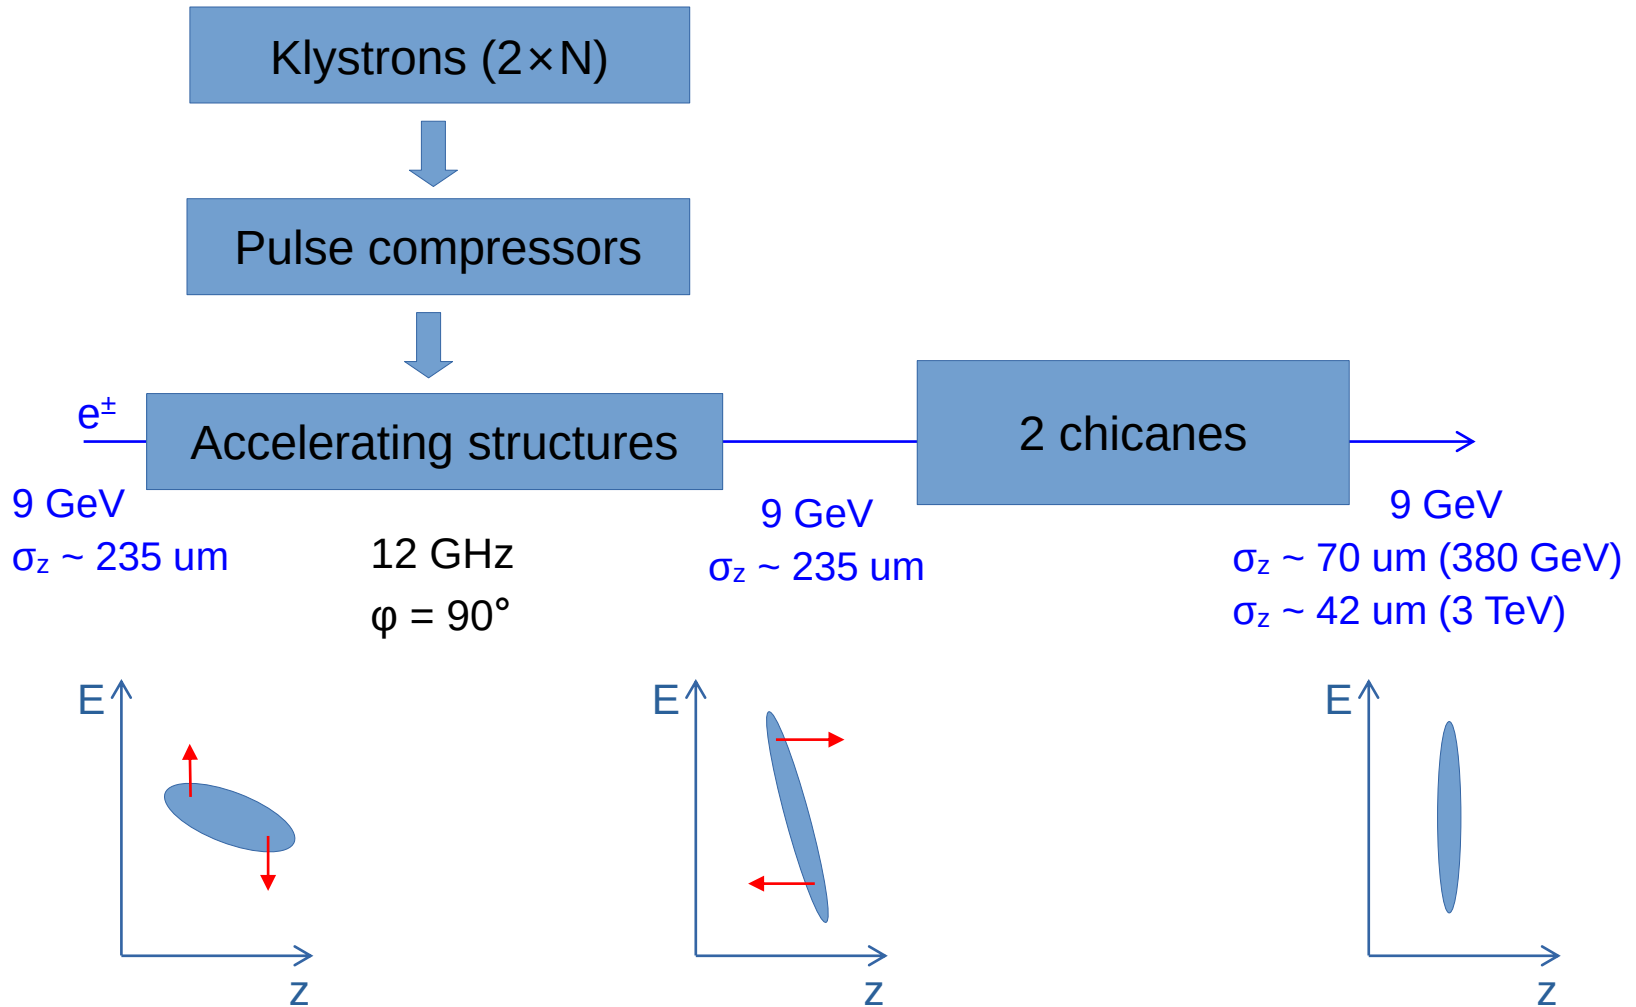 Klystrons (2×N)
Pulse compressors
e±
Accelerating structures
2 chicanes
9 GeV
σz ~ 235 um
12 GHz
φ = 90°
9 GeV
σz ~ 235 um
9 GeV
σz ~ 70 um (380 GeV)
σz ~ 42 um (3 TeV)
E
z
E
z
E
z